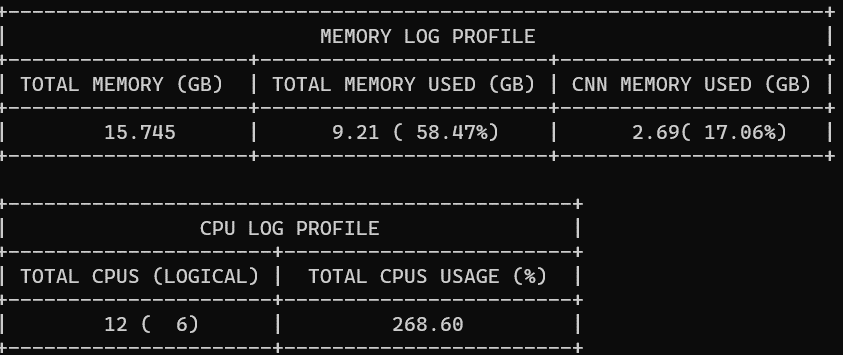 MEMORY LOG PROFILE
TOTAL MEMORY (GB) | TOTAL MEMORY USED (GB) | CNN MEMORY USED (GB)
15.745 | 9.21 ( 58.47%) | 2.69( 17.06%)
CPU LOG PROFILE
TOTAL CPUS (LOGICAL) | TOTAL CPUS USAGE (%)
12 (  6) | 268.60